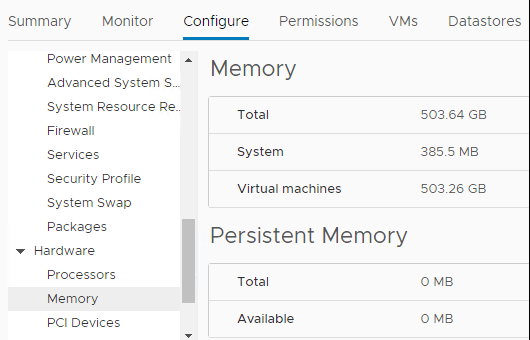 Summary Monitor Configure Permissions VMs Datastores
Power Management
Advanced System S...
System Resource Re...
Firewall
Services
Security Profile
System Swap
Packages
Hardware
Processors
Memory
PCI Devices
Memory
Total 503.64 GB
System 385.5 MB
Virtual machines 503.26 GB
Persistent Memory
Total 0 MB
Available 0 MB